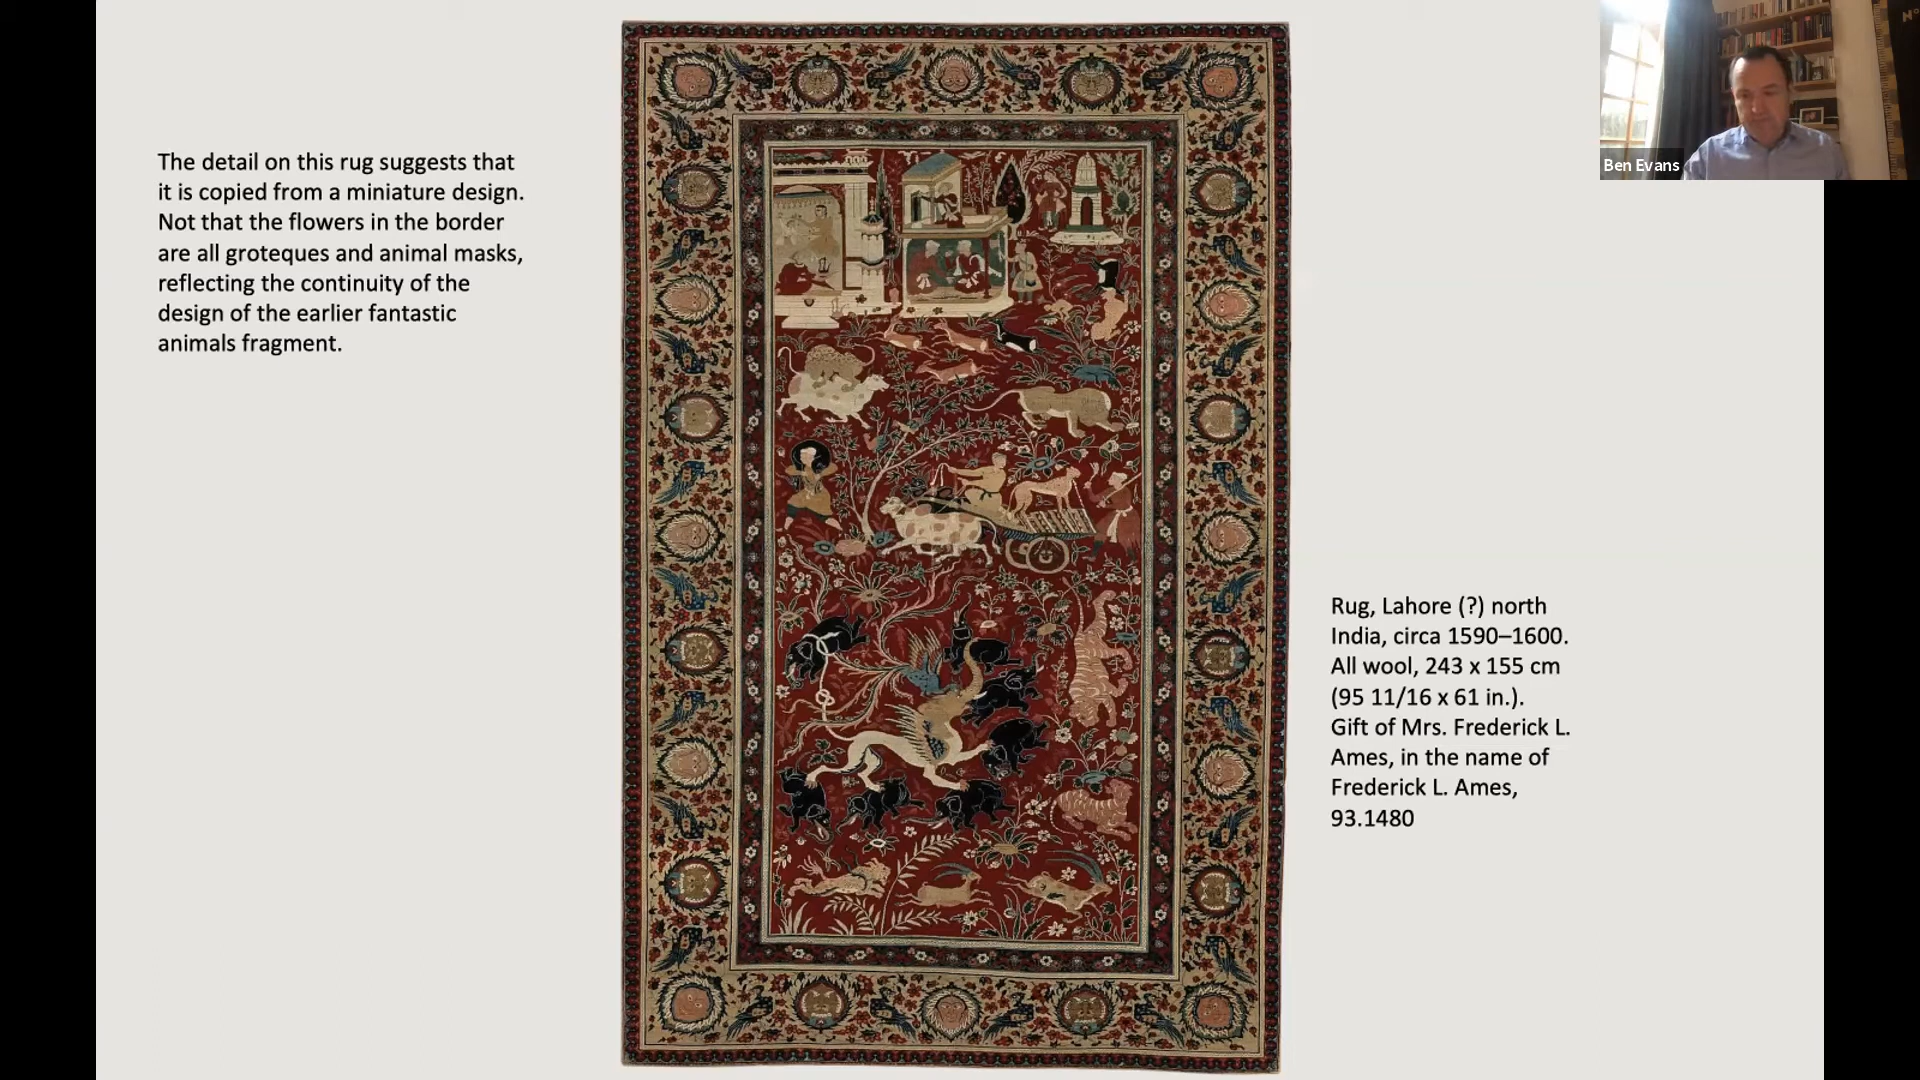 The detail on this rug suggests that
it is copied from a miniature design.
Not that the flowers in the border
are all groteques and animal masks,
reflecting the continuity of the
design of the earlier fantastic
animals fragment.
Rug, Lahore (?) north
India, circa 1590–1600.
All wool, 243 x 155 cm
(95 11/16 x 61 in.).
Gift of Mrs. Frederick L.
Ames, in the name of
Frederick L. Ames,
93.1480
Ben Evans